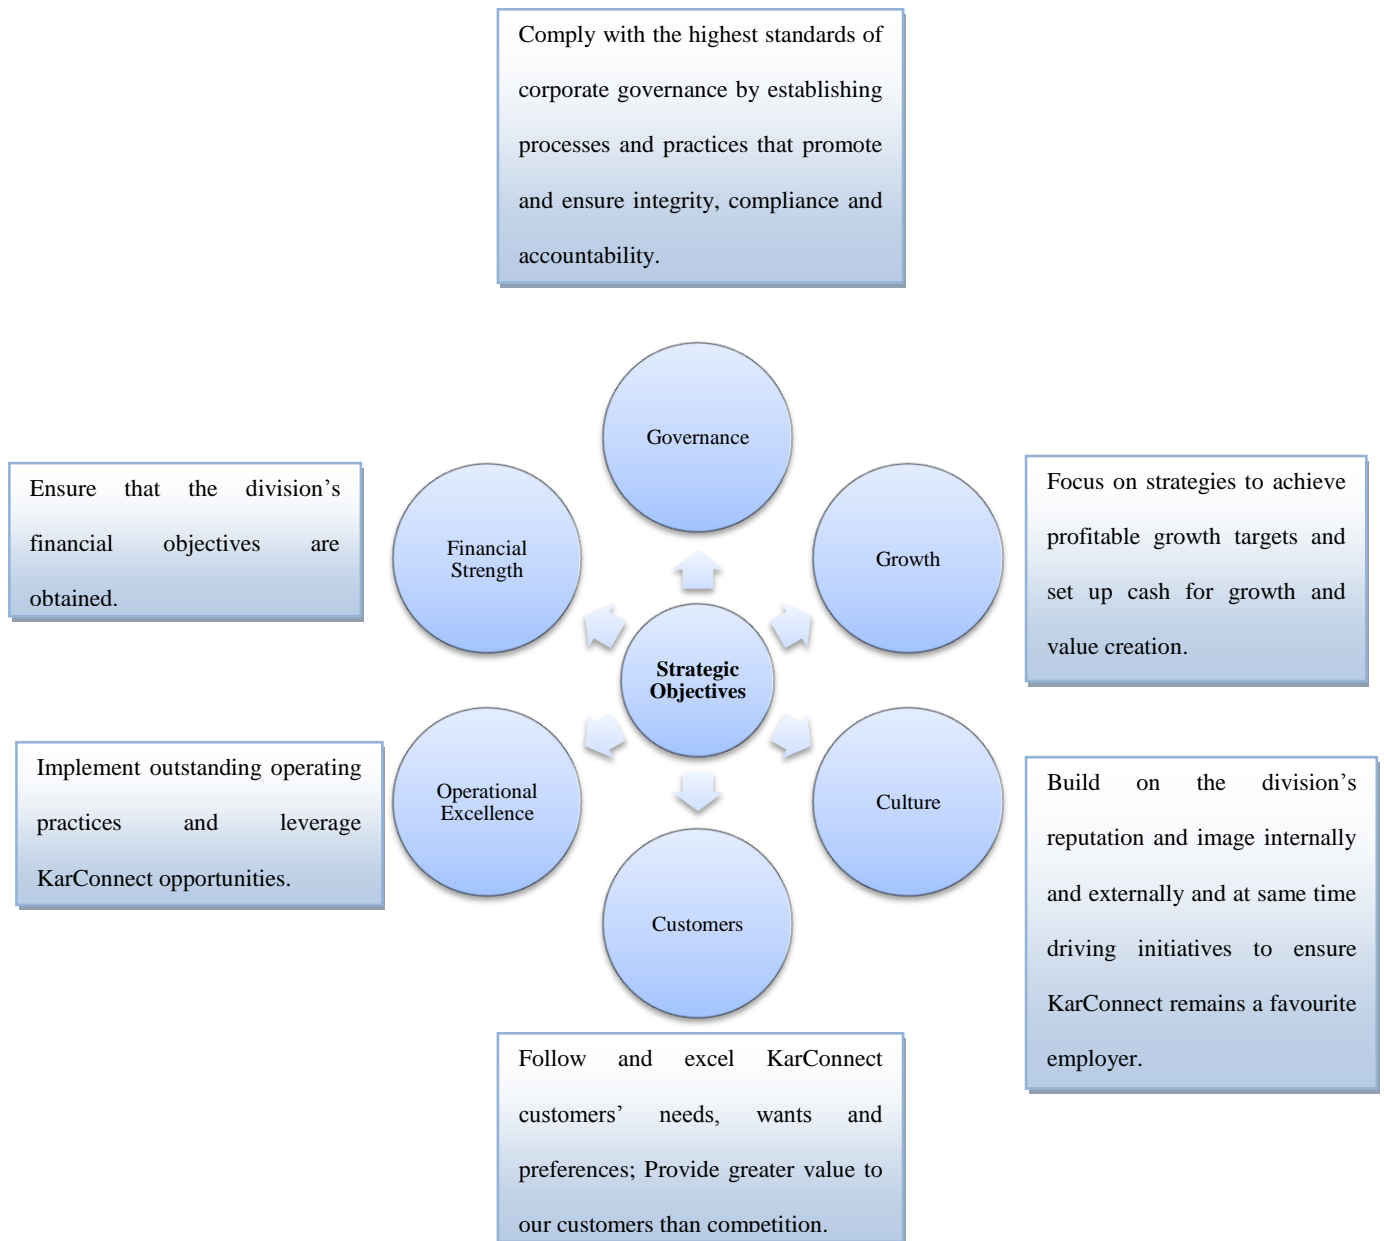 Comply with the highest standards of
corporate governance by establishing
processes and practices that promote
and ensure integrity, compliance and
accountability.
Governance
Ensure that the division’s
financial objectives are
obtained.
Financial
Strength
Growth
Focus on strategies to achieve
profitable growth targets and
set up cash for growth and
value creation.
Strategic
Objectives
Implement outstanding operating
practices and leverage
KarConnect opportunities.
Operational
Excellence
Culture
Build on the division’s
reputation and image internally
and externally and at same time
driving initiatives to ensure
KarConnect remains a favourite
employer.
Customers
Follow and excel KarConnect
customers’ needs, wants and
preferences; Provide greater value to
our customers than competition.